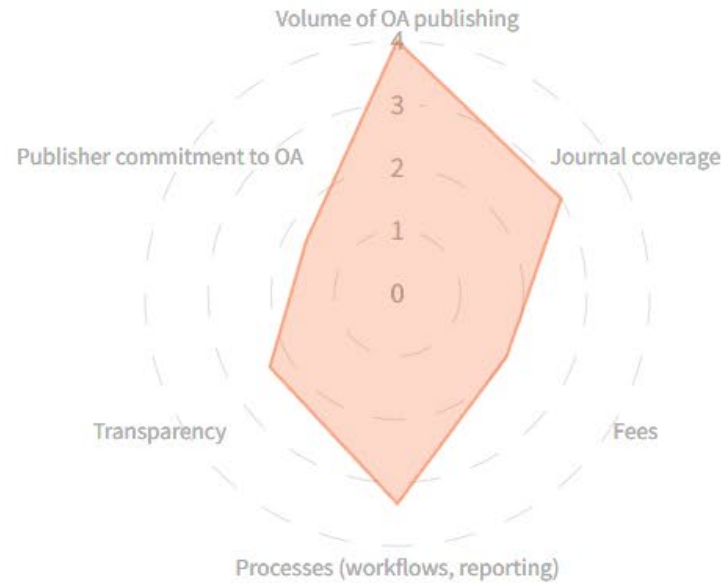 Volume of OA publishing
4
3
Publisher commitment to OA
Journal coverage
2
1
0
Transparency
Fees
Processes (workflows, reporting)